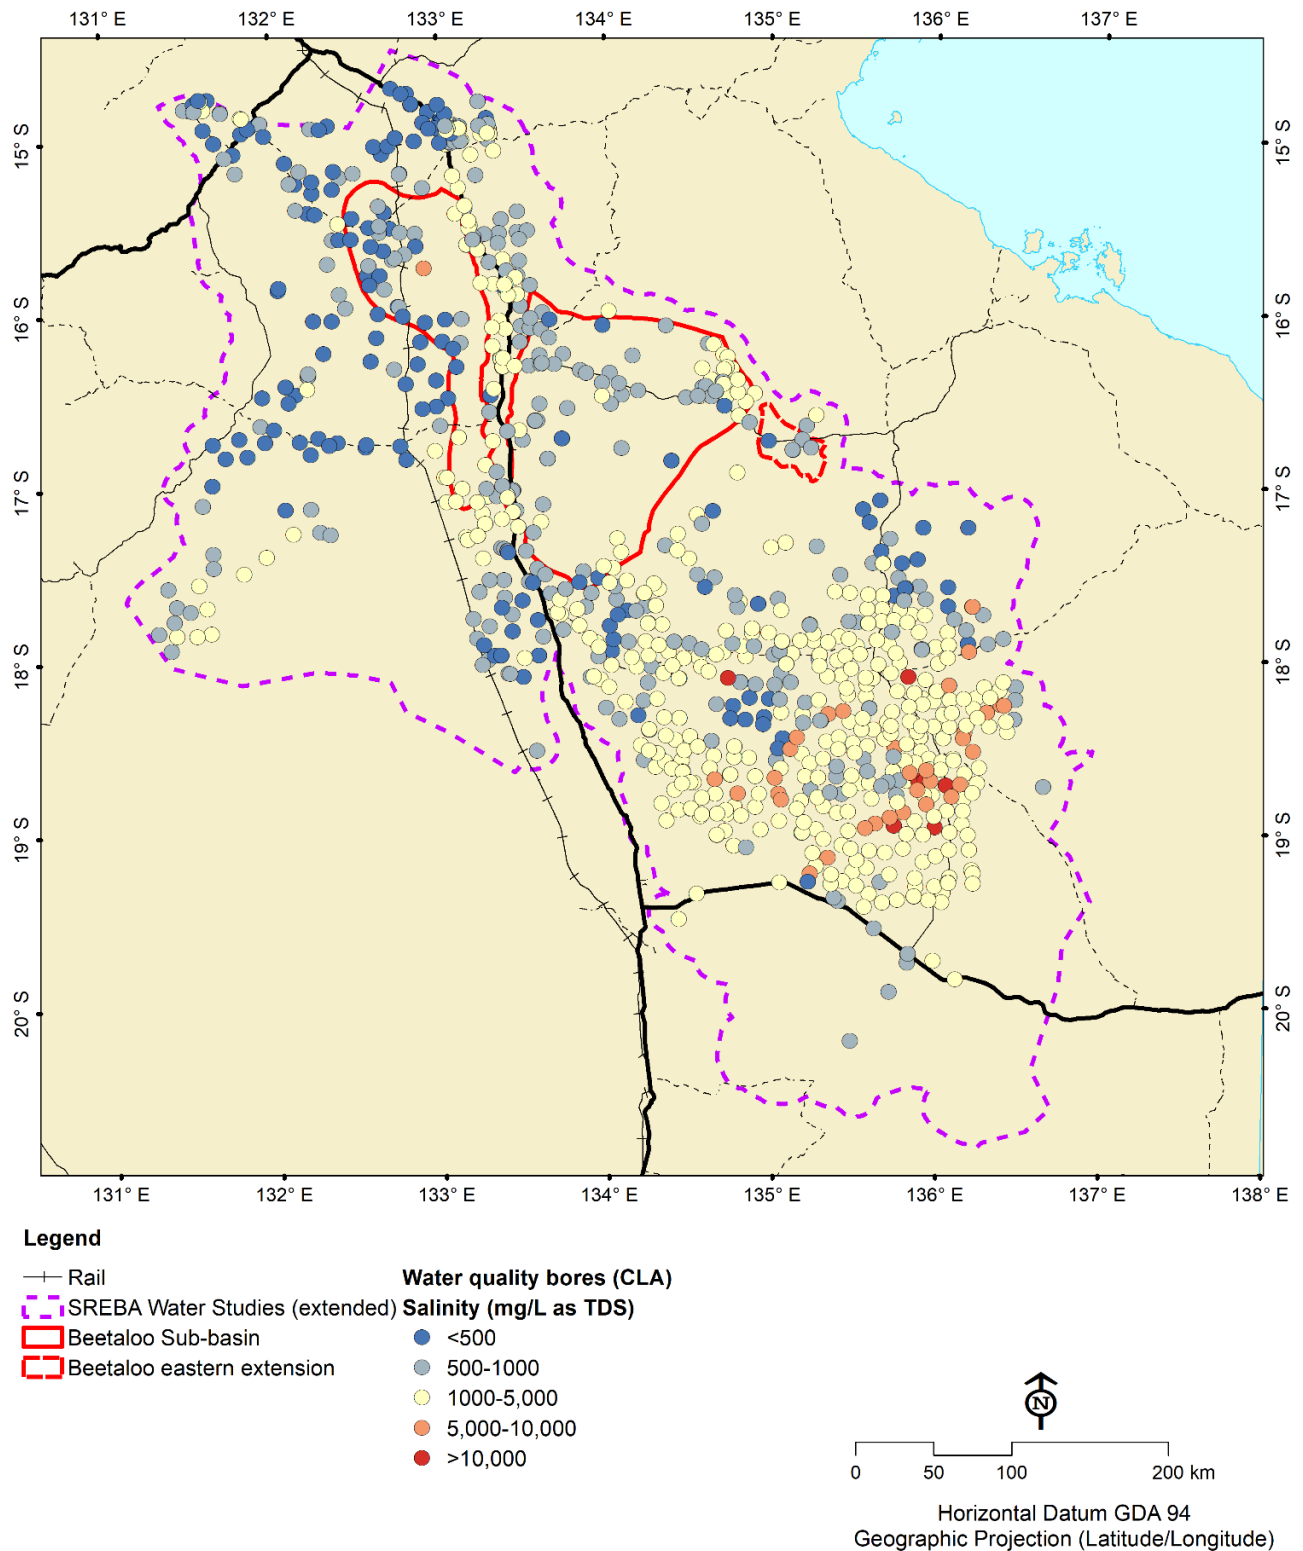 131° E 132° E 133° E 134° E 135° E 136° E 137° E
15° S 15° S
16° S 16° S
17° S 17° S
18° S 18° S
19° S 19° S
20° S 20° S
131° E 132° E 133° E 134° E 135° E 136° E 137° E 138° E
Legend
Rail
SREBA Water Studies (extended)
Beetaloo Sub-basin
Beetaloo eastern extension
Water quality bores (CLA)
Salinity (mg/L as TDS)
<500
500-1000
1000-5,000
5,000-10,000
>10,000
N
0 50 100 200 km
Horizontal Datum GDA 94
Geographic Projection (Latitude/Longitude)